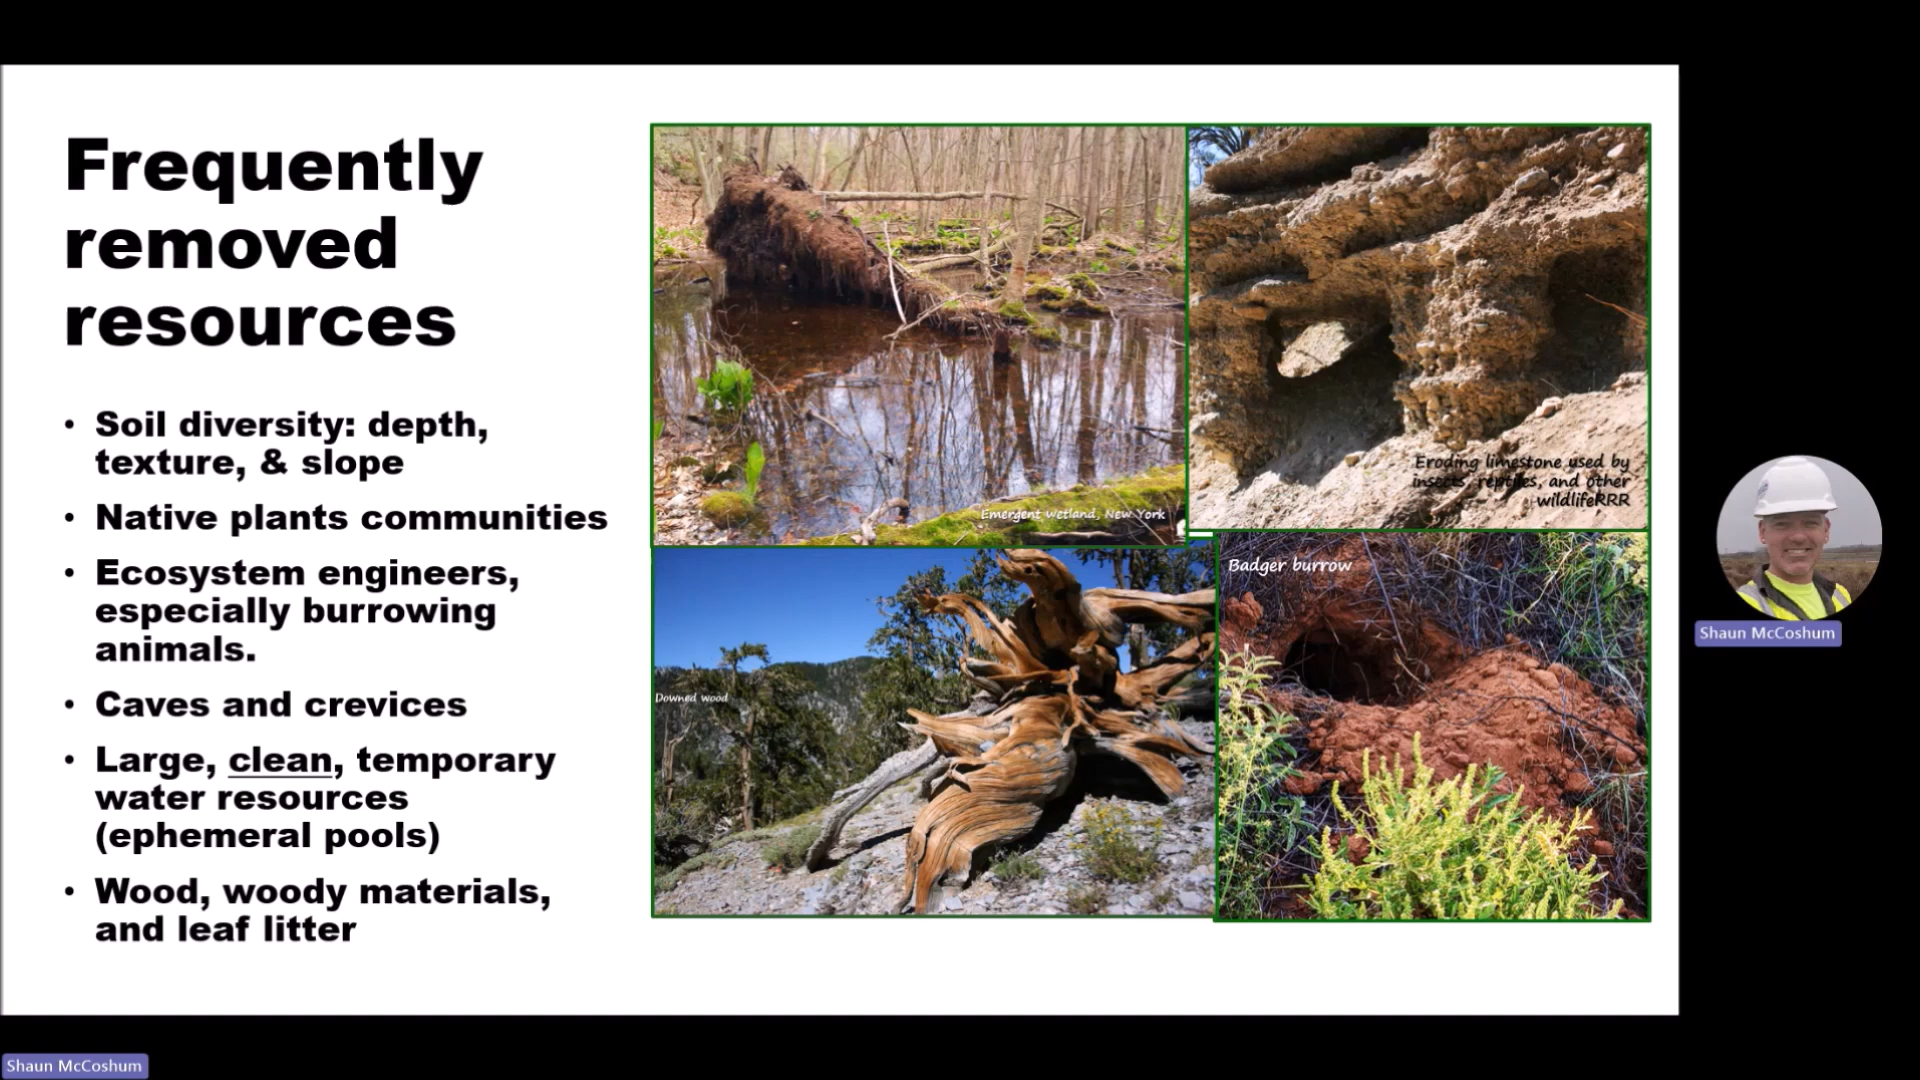 Frequently
removed
resources
• Soil diversity: depth,
texture, & slope
• Native plants communities
• Ecosystem engineers,
especially burrowing
animals.
• Caves and crevices
• Large, clean, temporary
water resources
(ephemeral pools)
• Wood, woody materials,
and leaf litter
Emergent wetland, New York
Eroding limestone used by
insects, reptiles, and other
wildlifeRRR
Downed wood
Badger burrow
Shaun McCoshum
Shaun McCoshum